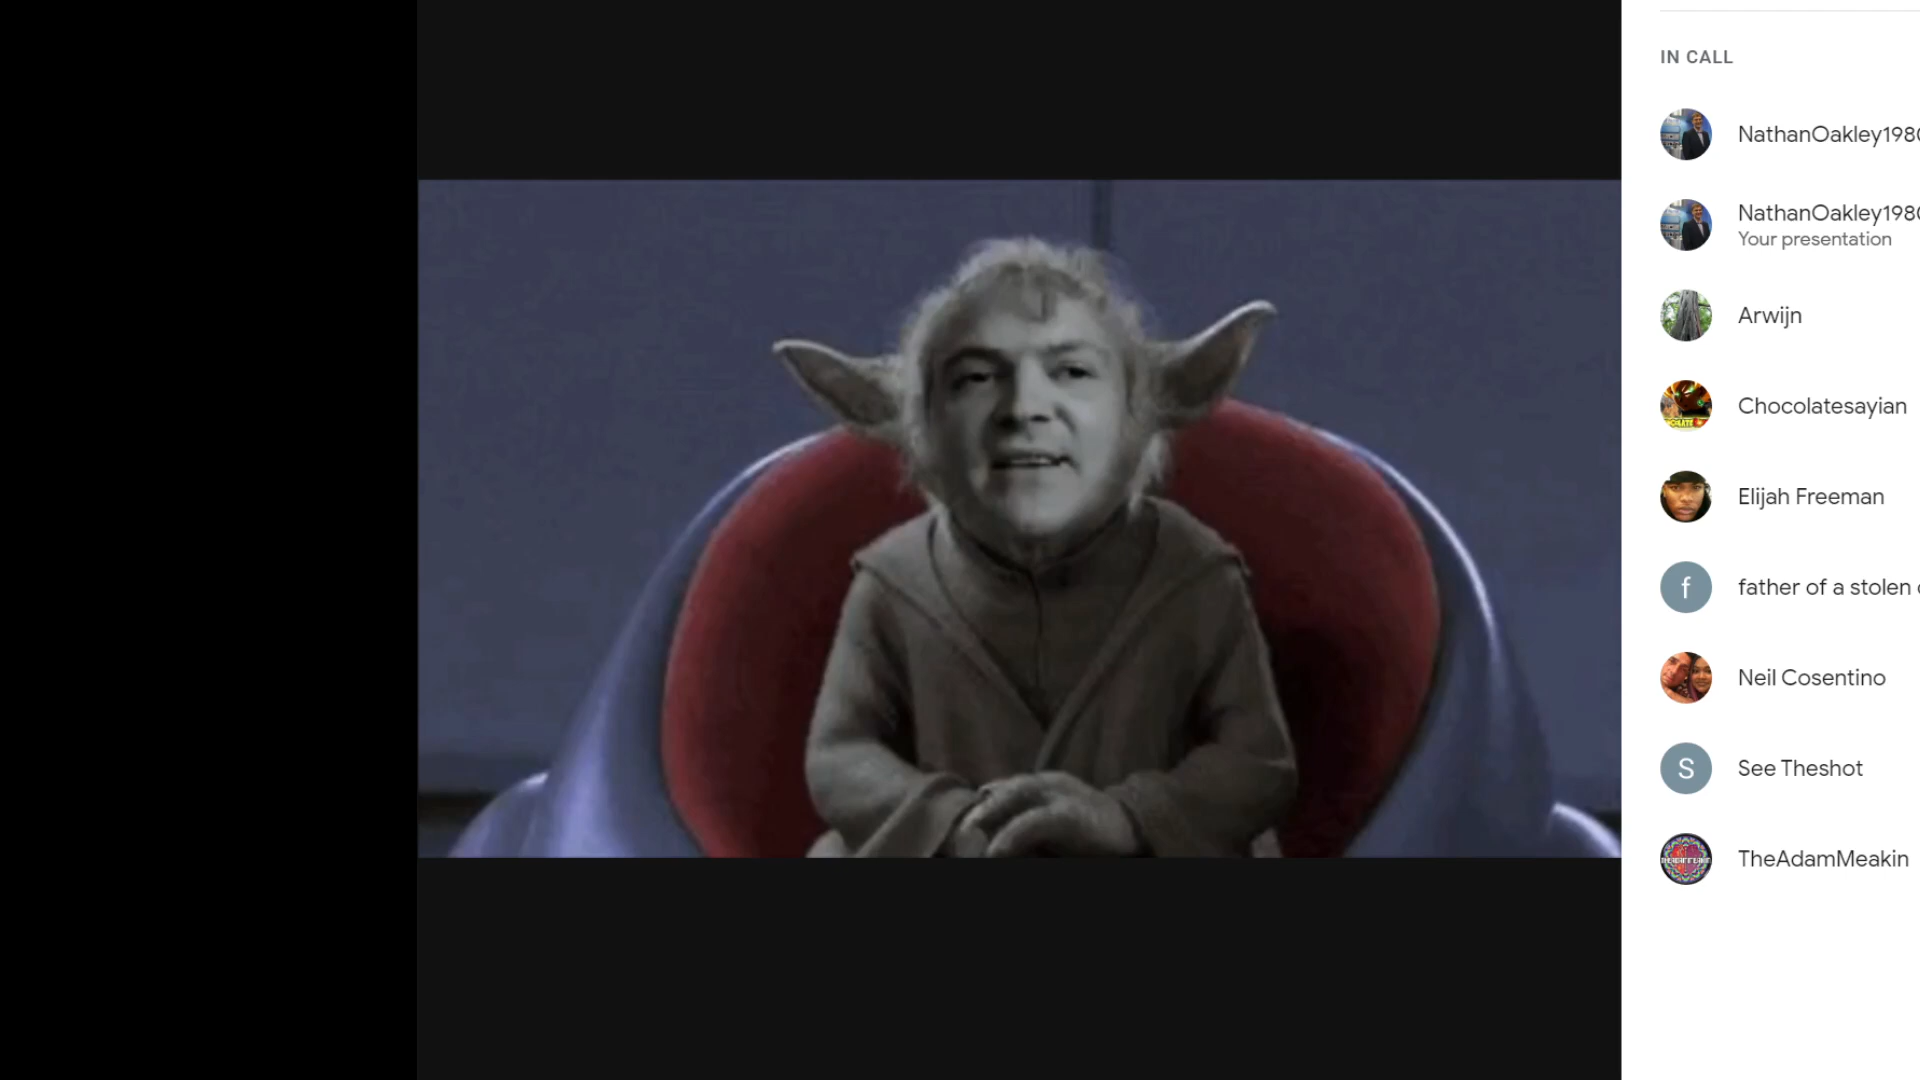 IN CALL
NathanOakley198
Your presentation
NathanOakley198
Arwijn
Chocolatesayian
Elijah Freeman
f
father of a stolen
Neil Cosentino
S
See Theshot
TheAdamMeakin